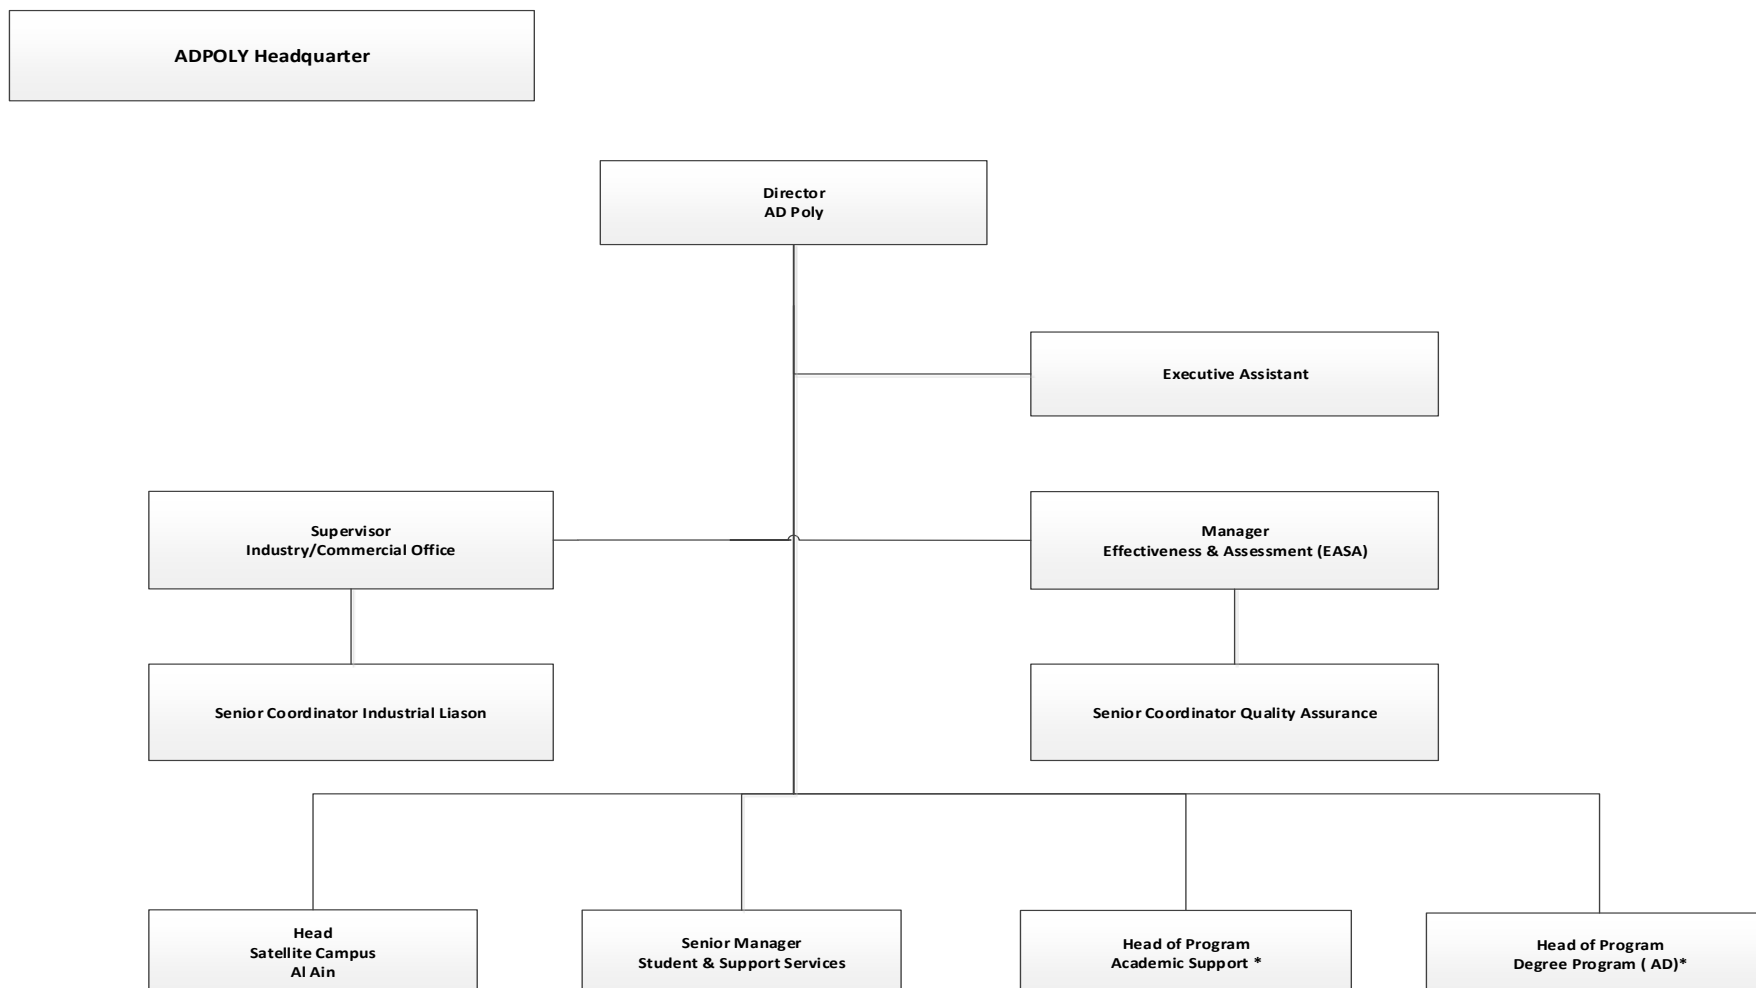 ADPOLY Headquarter
Director
AD Poly
Executive Assistant
Supervisor
Industry/Commercial Office
Manager
Effectiveness & Assessment (EASA)
Senior Coordinator Industrial Liason
Senior Coordinator Quality Assurance
Head
Satellite Campus
Al Ain
Senior Manager
Student & Support Services
Head of Program
Academic Support *
Head of Program
Degree Program ( AD)*